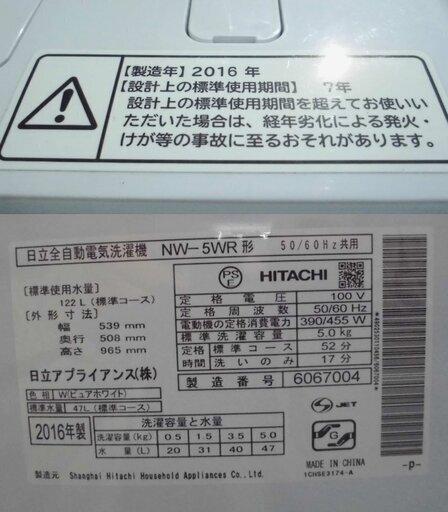 【製造年】2016 年
【設計上の標準使用期間】 7年
設計上の標準使用期間を超えてお使いい
ただいた場合は、経年劣化による発火・
けが等の事故に至るおそれがあります。
日立全自動電気洗濯機 NW-5WR 形 50/60Hz共用
[標準使用水量]
122L(標準コース)
[外形寸法]
幅 539 mm
奥行 508 mm
高さ 965 mm
日立アプライアンス(株)
PS
E
HITACHI
定格電圧 100 V
定格周波数 50/60 Hz
電動機の定格消費電力 390/455 W
標準洗濯容量 5.0kg
定格時間 標準コース 52分
洗いのみ 17分
製造番号 6067004
色相 W(ピュアホワイト)
標準水量 47L(標準コース)
2016年製
洗濯容量と水量
洗濯容量(kg) 0.5 1.5 3.5 5.0
水量(L) 20 31 40 47
S JET
G
MADE IN CHINA
製造元 Shanghai Hitachi Household Appliances Co.,Ltd.
1CHSE3174-A
-P-